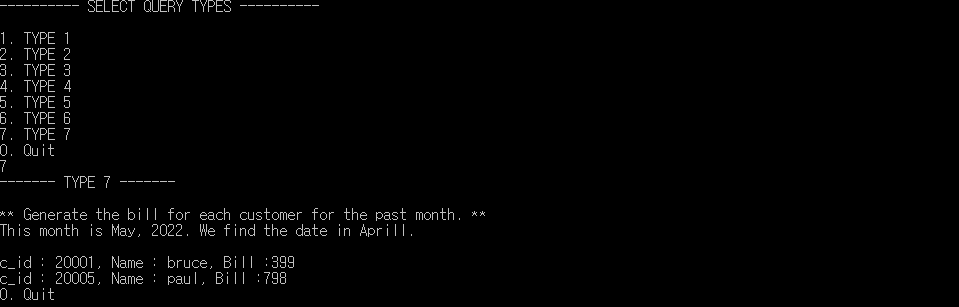 ---------- SELECT QUERY TYPES ----------
1. TYPE 1
2. TYPE 2
3. TYPE 3
4. TYPE 4
5. TYPE 5
6. TYPE 6
7. TYPE 7
0. Quit
7
------- TYPE 7 -------
** Generate the bill for each customer for the past month. **
This month is May, 2022. We find the date in Aprill.
c_id : 20001, Name : bruce, Bill :399
c_id : 20005, Name : paul, Bill :798
0. Quit